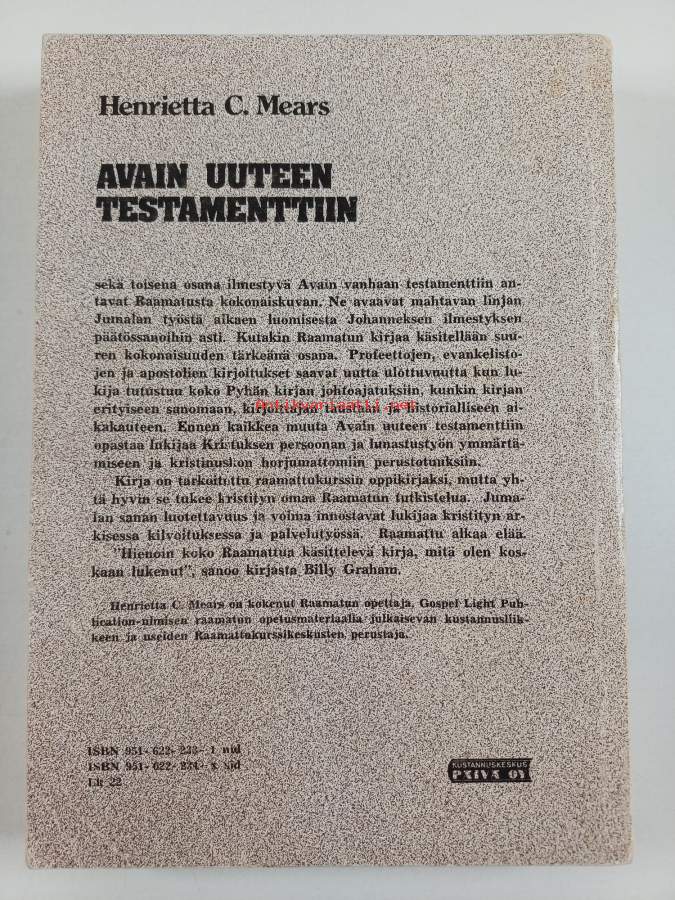 Henrietta C. Mears
AVAIN UUTEEN
TESTAMENTTIIN
sekä toisena osana ilmestyvä Avain vanhaan testamenttiin an-
tavat Raamatusta kokonaiskuvan. Ne avaavat mahtavan linjan
Jumalan työstä alkaen luomisesta Johanneksen ilmestyksen
päätössanoihin asti. Kutakin Raamatun kirjaa käsitellään suu-
ren kokonaisuuden tärkeänä osana. Profeettojen, evankelisto-
jen ja apostolien kirjoitukset saavat uutta ulottuvuutta kun lu-
kija tutustuu koko Pyhän kirjan johtoajatuksiin, kunkin kirjan
erityiseen sanomaan, kirjoittajan taustaan ja historialliseen ai-
kakauteen. Ennen kaikkea muuta Avain uuteen testamenttiin
opastaa lukijaa Kristuksen persoonan ja lunastustyön ymmärtä-
miseen ja kristinuskon horjumattomiin perustotuuksiin.
Kirja on tarkoitettu raamattukurssin oppikirjaksi, mutta yh-
tä hyvin se tukee kristityn omaa Raamatun tutkistelua. Juma-
lan sanan luotettavuus ja voima innostavat lukijaa kristityn ar-
kisessa kilvoituksessa ja palvelutyössä. Raamattu alkaa elää.
"Hienoin koko Raamattua käsittelevä kirja, mitä olen kos-
kaan lukenut", sanoo kirjasta Billy Graham.
Henrietta C. Mears on kokenut Raamatun opettaja, Gospel Light Pub-
lication-nimisen raamatun opetusmateriaalia julkaisevan kustannusliik-
keen ja useiden Raamattukurssikeskusten perustaja.
ISBN 951-622-233-1 nid
ISBN 951-622-234-x sid
Lk 22
KUSTANNUSKESKUS
PÄIVÄ OY
Antikvariaatti.net